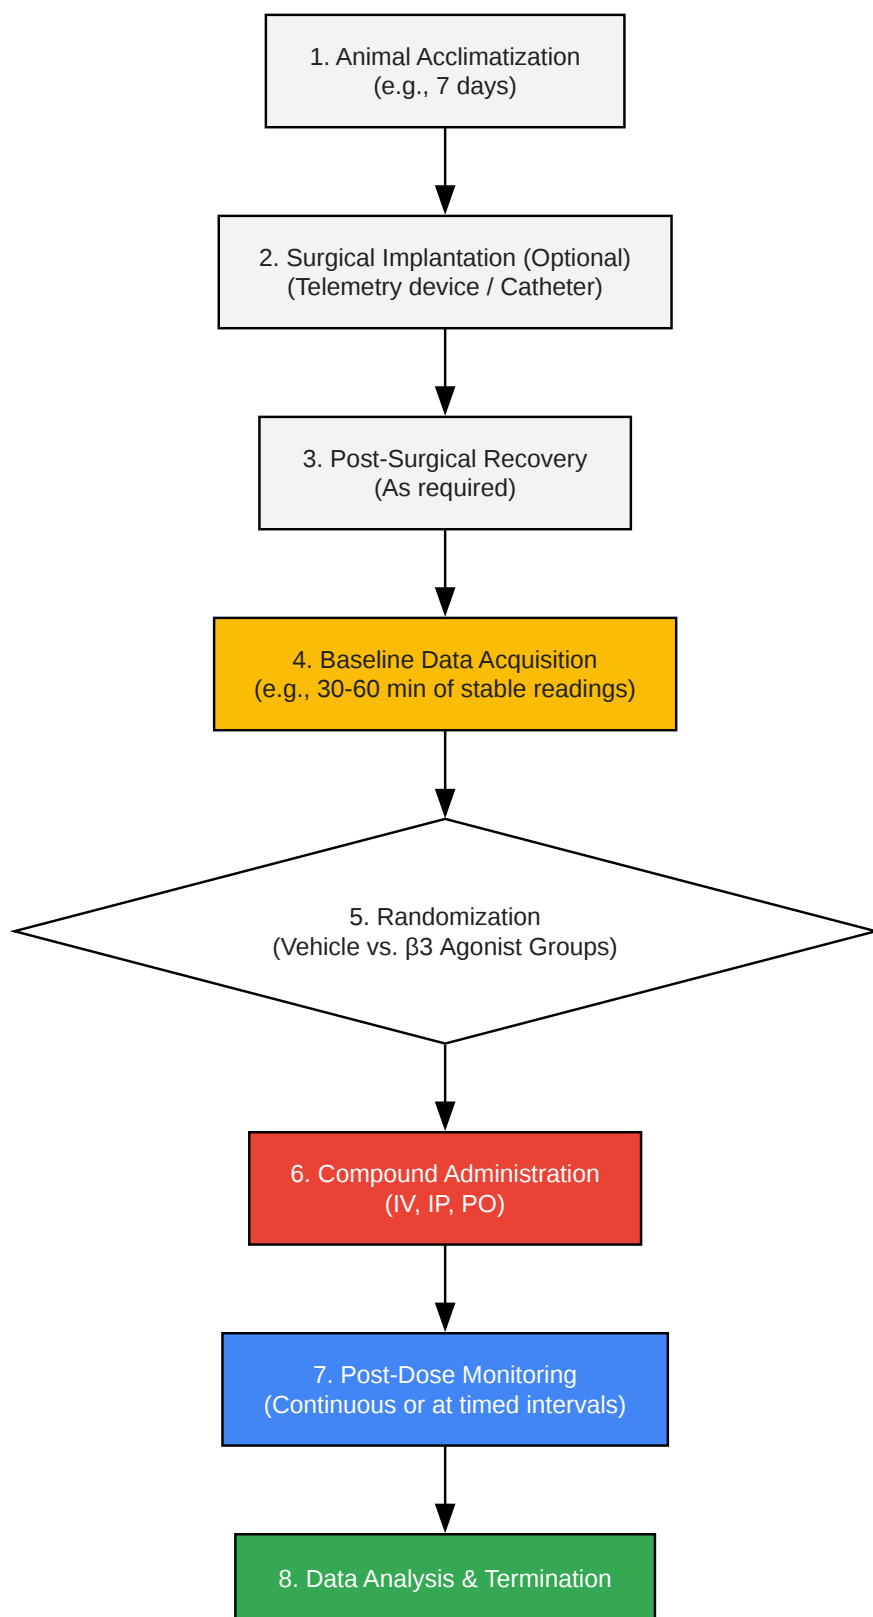 1. Animal Acclimatization
(e.g., 7 days)
2. Surgical Implantation (Optional)
(Telemetry device / Catheter)
3. Post-Surgical Recovery
(As required)
4. Baseline Data Acquisition
(e.g., 30-60 min of stable readings)
5. Randomization
(Vehicle vs. β3 Agonist Groups)
6. Compound Administration
(IV, IP, PO)
7. Post-Dose Monitoring
(Continuous or at timed intervals)
8. Data Analysis & Termination